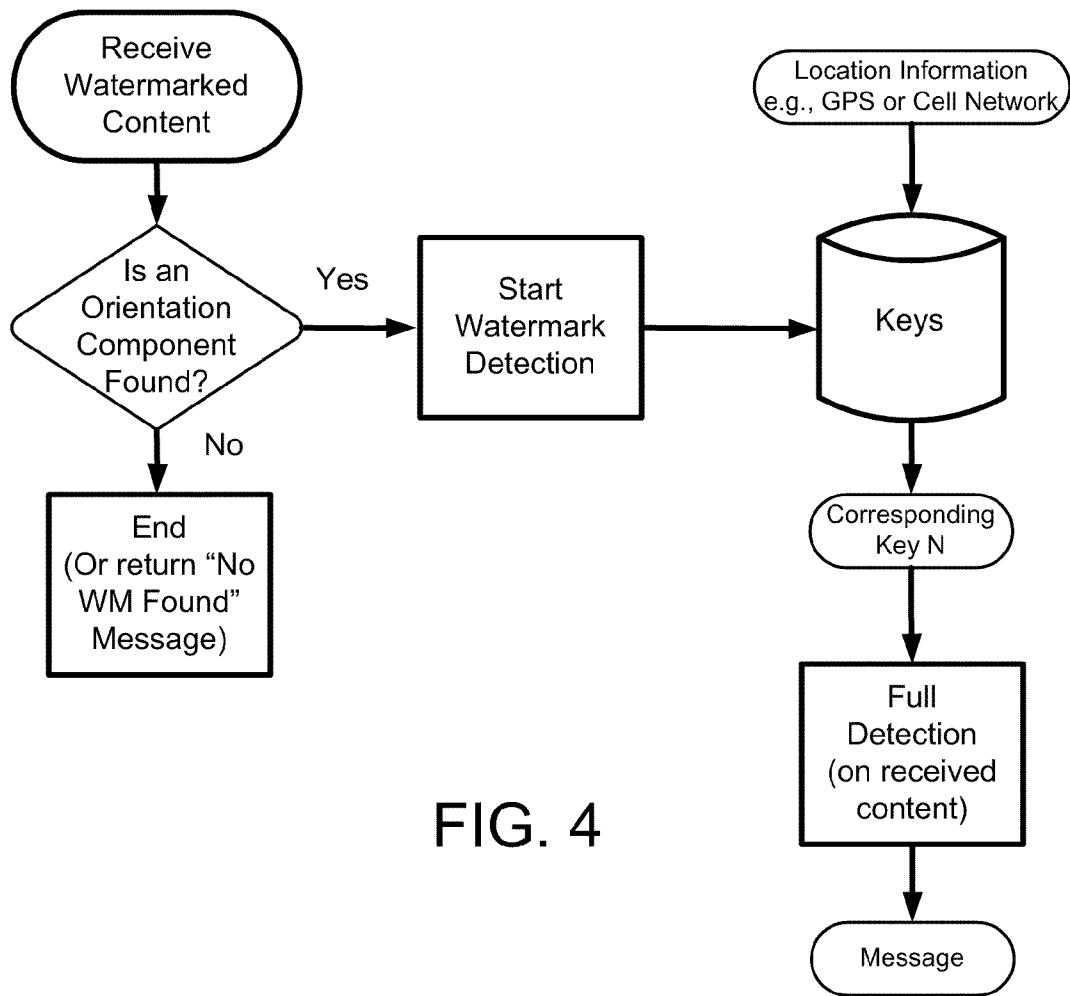 Receive
Watermarked
Content
Location Information
e.g., GPS or Cell Network
Is an
Orientation
Component
Found?
Yes
Start
Watermark
Detection
Keys
No
End
(Or return “No
WM Found”
Message)
Corresponding
Key N
Full
Detection
(on received
content)
FIG. 4
Message